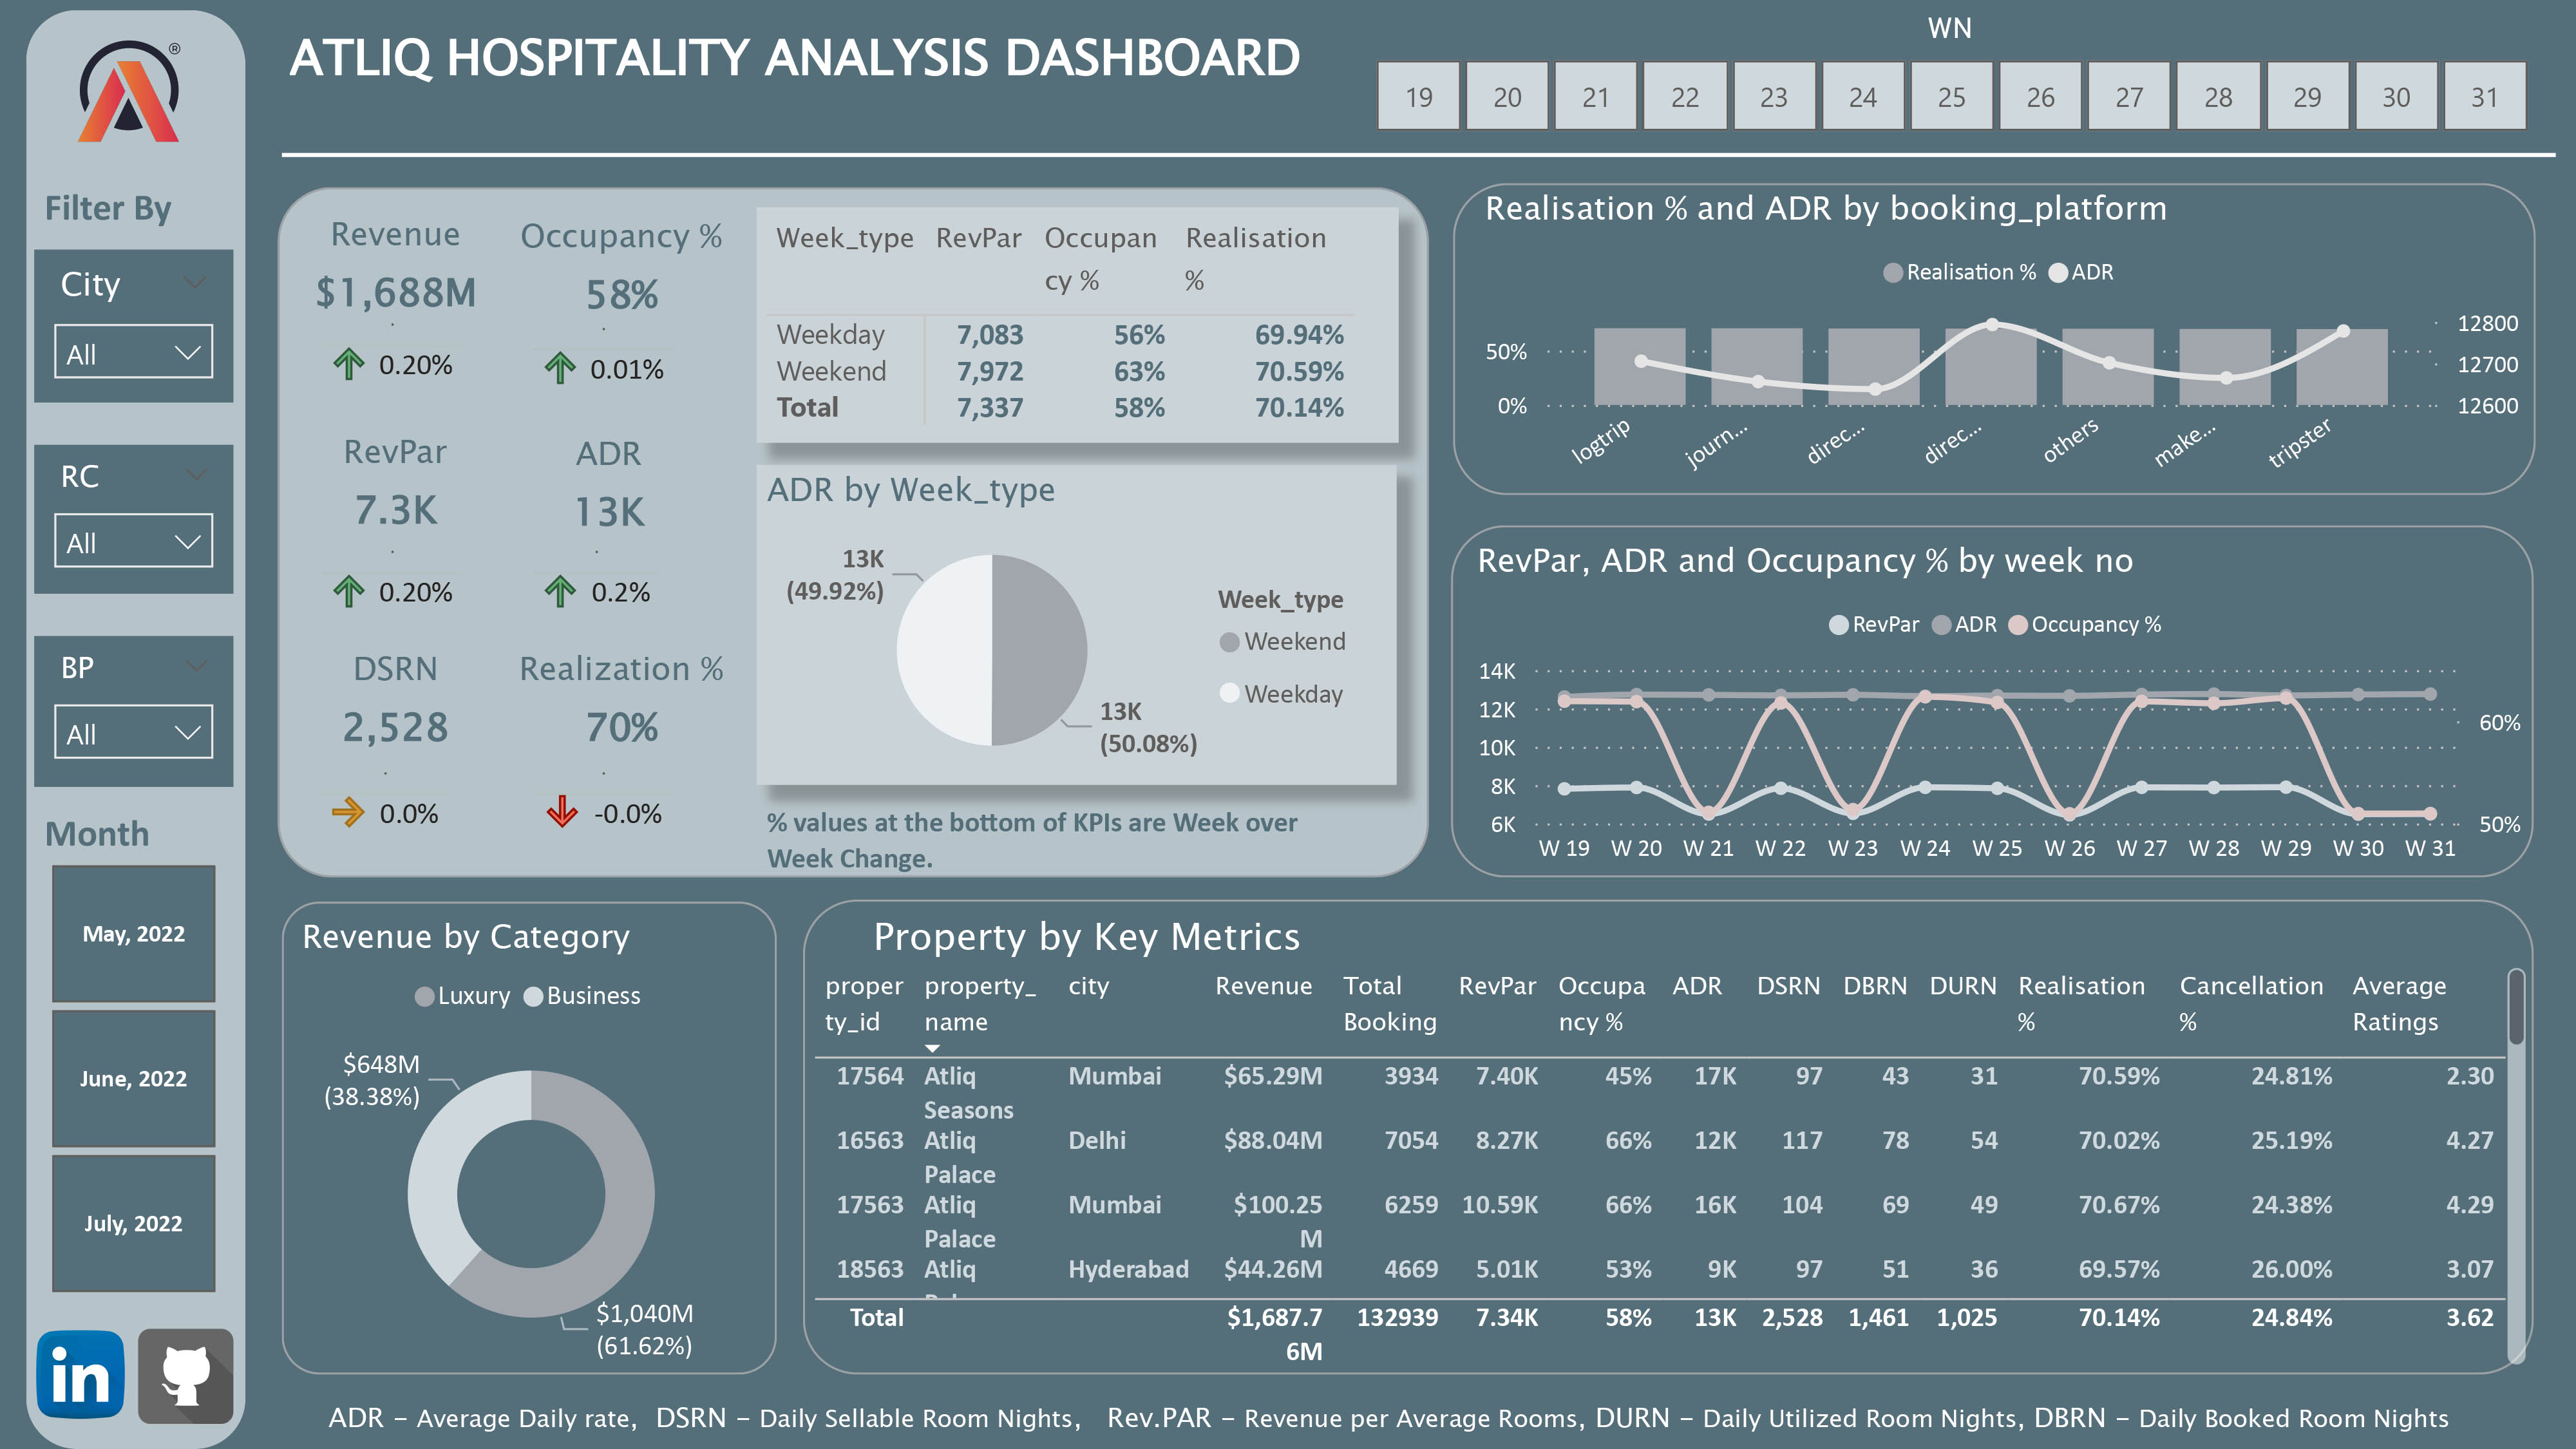 ATLIQ HOSPITALITY ANALYSIS DASHBOARD
WN
19 20 21 22 23 24 25 26 27 28 29 30 31
®
Filter By
City
All
RC
All
BP
All
Month
May, 2022
June, 2022
July, 2022
in
Revenue Occupancy %
$1,688M 58%
0.20% 0.01%
RevPar ADR
7.3K 13K
0.20% 0.2%
DSRN Realization %
2,528 70%
0.0% -0.0%
Week_type RevPar Occupan Realisation
cy % %
Weekday 7,083 56% 69.94%
Weekend 7,972 63% 70.59%
Total 7,337 58% 70.14%
ADR by Week_type
13K
(49.92%)
13K
(50.08%)
Week_type
Weekend
Weekday
% values at the bottom of KPIs are Week over
Week Change.
Realisation % and ADR by booking_platform
Realisation % ADR
50%
0%
12800
12700
12600
logtrip journ... direc... direc... others make... tripster
RevPar, ADR and Occupancy % by week no
RevPar ADR Occupancy %
14K
12K
10K
8K
6K
60%
50%
W 19 W 20 W 21 W 22 W 23 W 24 W 25 W 26 W 27 W 28 W 29 W 30 W 31
Revenue by Category
Luxury Business
$648M
(38.38%)
$1,040M
(61.62%)
Property by Key Metrics
proper property_ city Revenue Total RevPar Occupa ADR DSRN DBRN DURN Realisation Cancellation Average
ty_id name Booking ncy % % % Ratings
17564 Atliq Mumbai $65.29M 3934 7.40K 45% 17K 97 43 31 70.59% 24.81% 2.30
Seasons
16563 Atliq Delhi $88.04M 7054 8.27K 66% 12K 117 78 54 70.02% 25.19% 4.27
Palace
17563 Atliq Mumbai $100.25 6259 10.59K 66% 16K 104 69 49 70.67% 24.38% 4.29
Palace M
18563 Atliq Hyderabad $44.26M 4669 5.01K 53% 9K 97 51 36 69.57% 26.00% 3.07
Total $1,687.7 132939 7.34K 58% 13K 2,528 1,461 1,025 70.14% 24.84% 3.62
6M
ADR – Average Daily rate, DSRN – Daily Sellable Room Nights, Rev.PAR – Revenue per Average Rooms, DURN – Daily Utilized Room Nights, DBRN – Daily Booked Room Nights